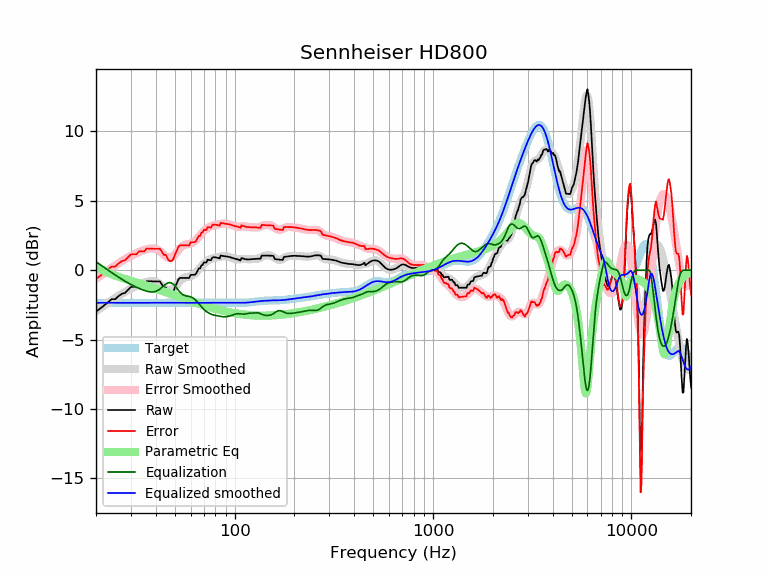 Sennheiser HD800
Amplitude (dBr)
10
5
0
−5
−10
−15
Target
Raw Smoothed
Error Smoothed
Raw
Error
Parametric Eq
Equalization
Equalized smoothed
100
1000
10000
Frequency (Hz)